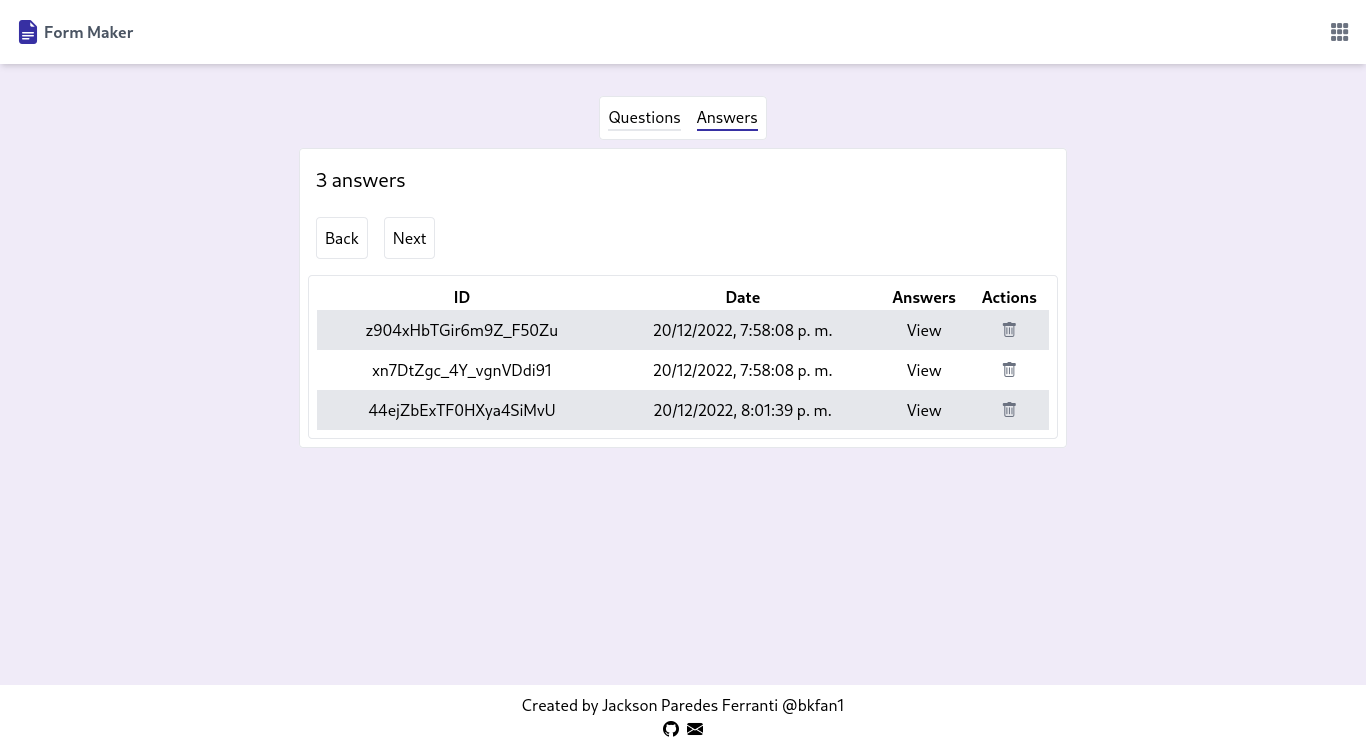 Form Maker
Questions Answers
3 answers
Back Next
ID Date Answers Actions
z904xHbTGir6m9Z_F50Zu 20/12/2022, 7:58:08 p. m. View
xn7DtZgc_4Y_vgnVDdi91 20/12/2022, 7:58:08 p. m. View
44ejZbExTF0HXya4SiMvU 20/12/2022, 8:01:39 p. m. View
Created by Jackson Paredes Ferranti @bkfan1